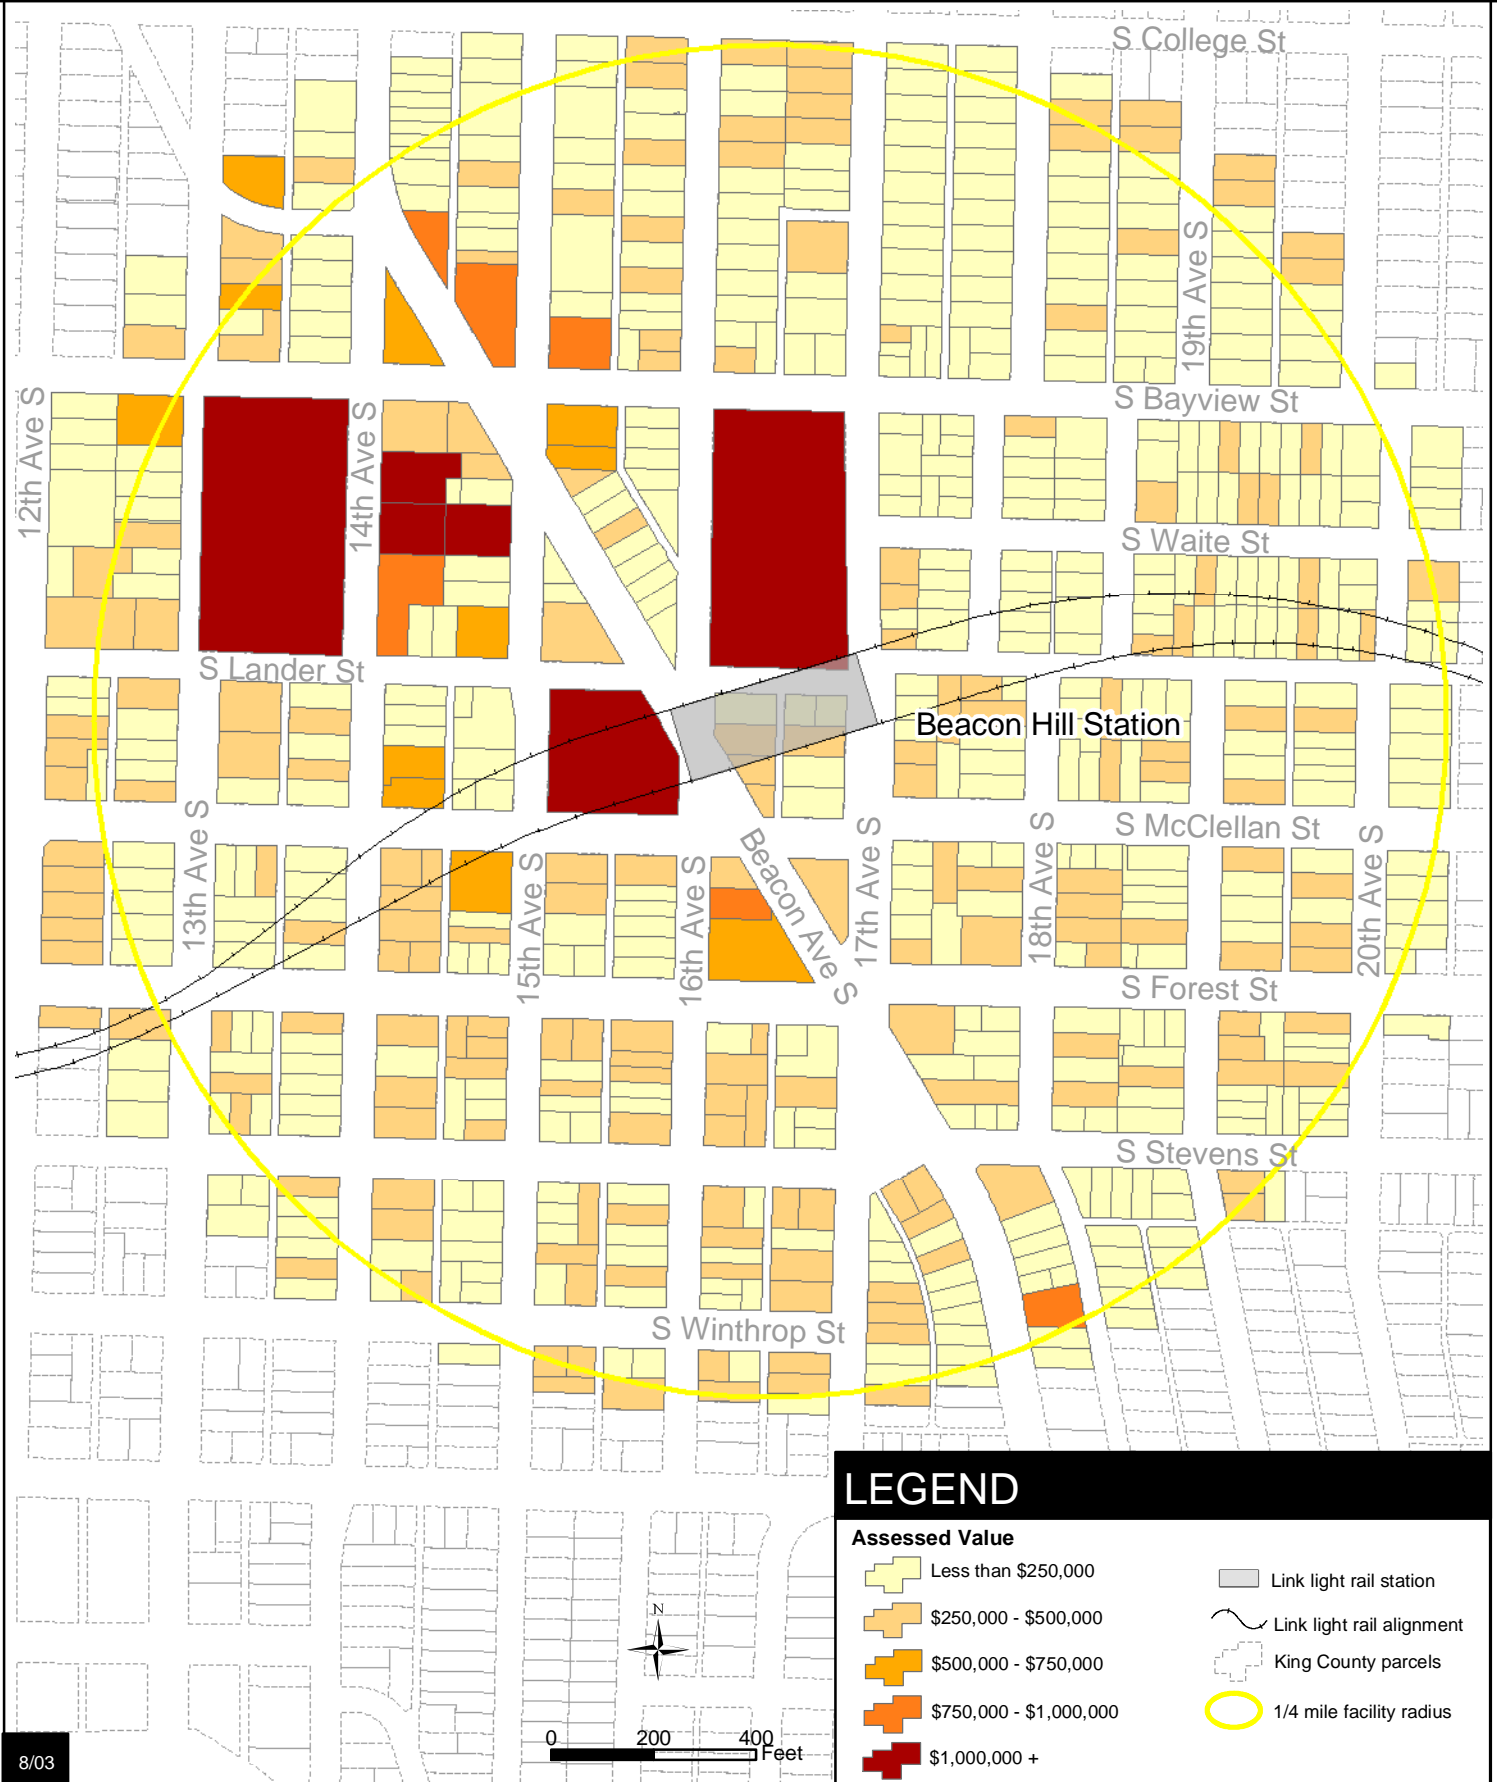 S College St
19th Ave S
12th Ave S
14th Ave S
S Bayview St
S Waite St
S Lander St
Beacon Hill Station
13th Ave S
15th Ave S
16th Ave S
Beacon Ave S
17th Ave S
18th Ave S
S McClellan St
20th Ave S
S Forest St
S Stevens St
S Winthrop St
LEGEND
Assessed Value
Less than $250,000
$250,000 - $500,000
$500,000 - $750,000
$750,000 - $1,000,000
$1,000,000 +
Link light rail station
Link light rail alignment
King County parcels
1/4 mile facility radius
N
0 200 400
Feet
8/03